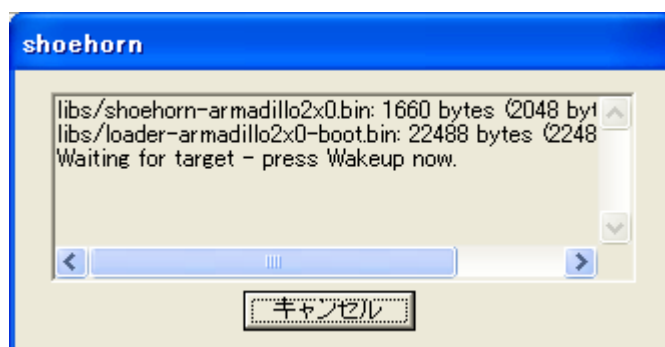 shoehorn
libs/shoehorn-armadillo2x0.bin: 1660 bytes (2048 byt
libs/loader-armadillo2x0-boot.bin: 22488 bytes (2248
Waiting for target - press Wakeup now.
キャンセル